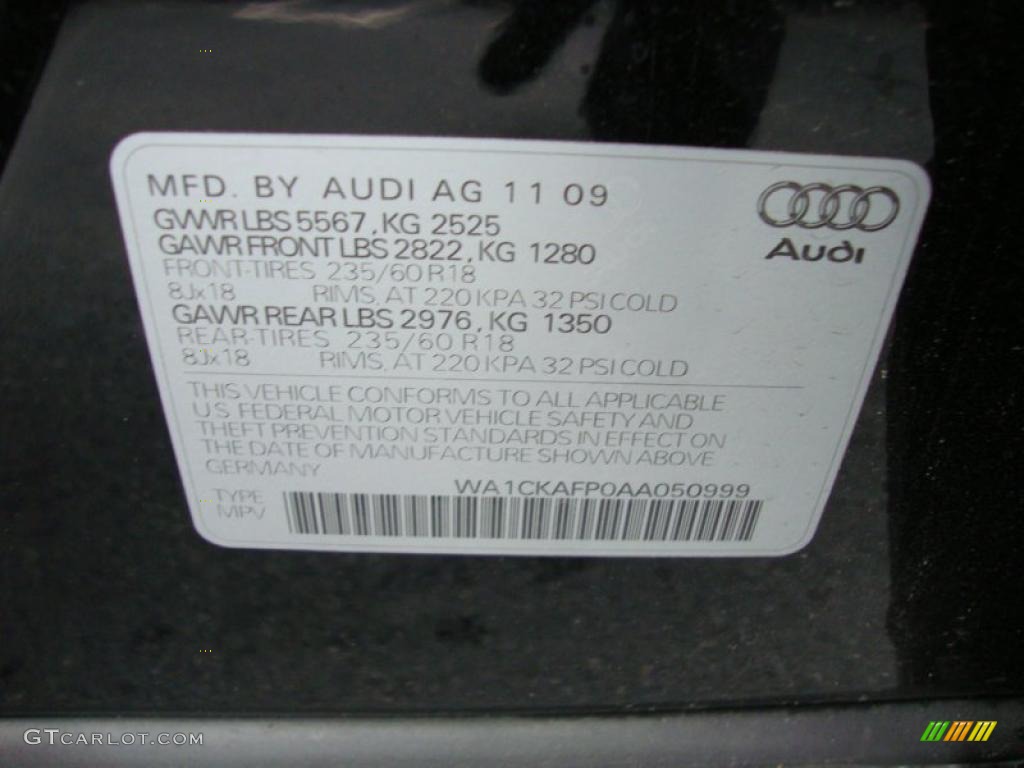 MFD. BY AUDI AG 11 09
GVWR LBS 5567, KG 2525
GAWR FRONT LBS 2822, KG 1280
FRONT-TIRES 235/60 R18
8Jx18 RIMS, AT 220 KPA 32 PSI COLD
GAWR REAR LBS 2976, KG 1350
REAR-TIRES 235/60 R18
8Jx18 RIMS, AT 220 KPA 32 PSI COLD
Audi
THIS VEHICLE CONFORMS TO ALL APPLICABLE
US FEDERAL MOTOR VEHICLE SAFETY AND
THEFT PREVENTION STANDARDS IN EFFECT ON
THE DATE OF MANUFACTURE SHOWN ABOVE
GERMANY
WA1CKAFP0AA050999
TYPE
MPV
GTCARLOT.COM